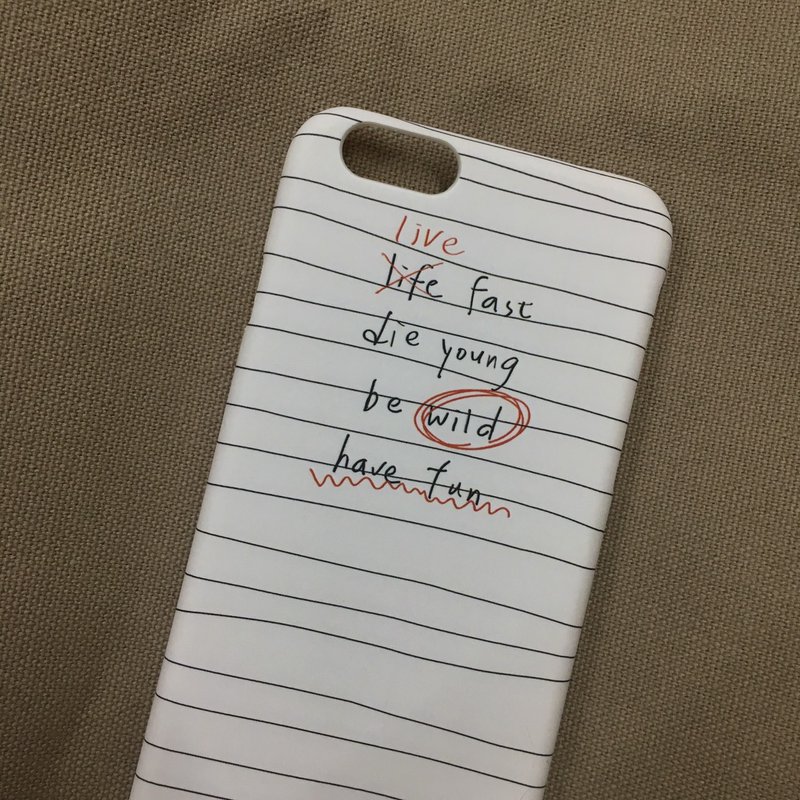 live
life fast
die young
be wild
have fun